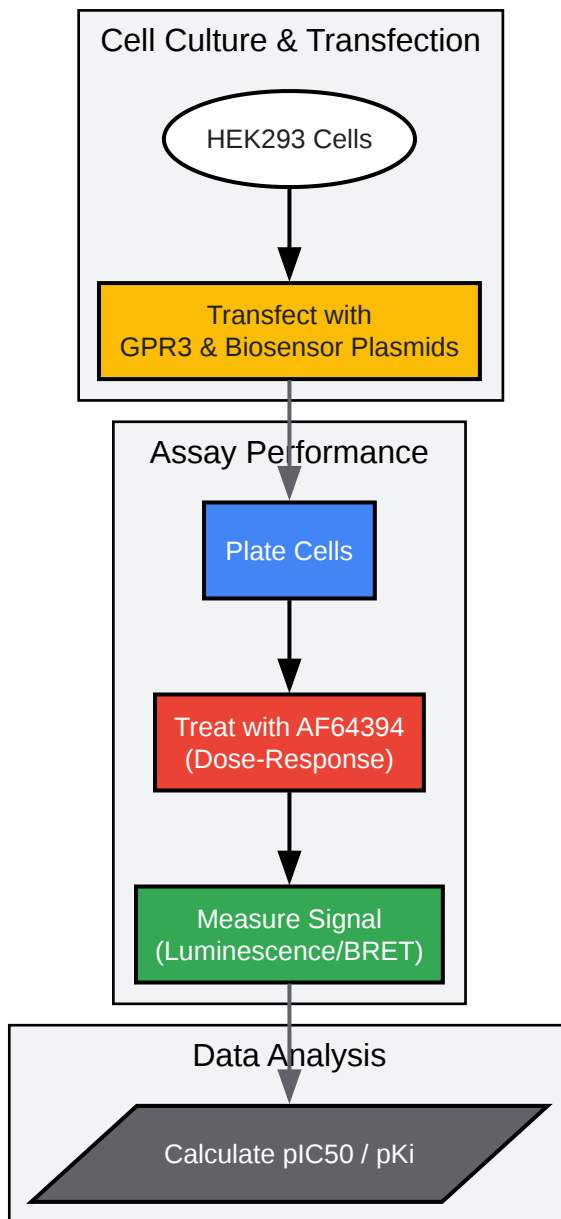 Cell Culture & Transfection
HEK293 Cells
Transfect with
GPR3 & Biosensor Plasmids
Assay Performance
Plate Cells
Treat with AF64394
(Dose-Response)
Measure Signal
(Luminescence/BRET)
Data Analysis
Calculate pIC50 / pKi